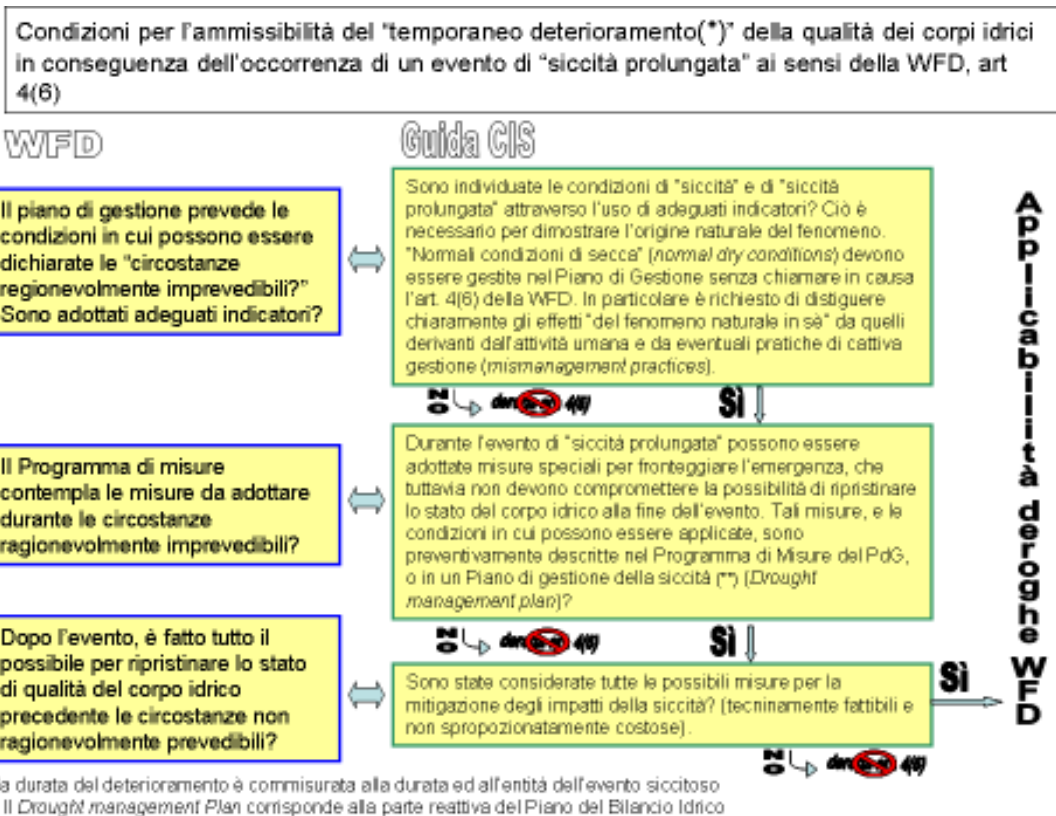 Condizioni per l'ammissibilità del "temporaneo deterioramento(*)" della qualità dei corpi idrici
in conseguenza dell'occorrenza di un evento di "siccità prolungata" ai sensi della WFD, art
4(6)
WFD
Guida CIS
Il piano di gestione prevede le
condizioni in cui possono essere
dichiarate le "circostanze
regionevolmente imprevedibili?"
Sono adottati adeguati indicatori?
Sono individuate le condizioni di "siccità" e di "siccità
prolungata" attraverso l'uso di adeguati indicatori? Ciò è
necessario per dimostrare l'origine naturale del fenomeno.
"Normali condizioni di secca" (normal dry conditions) devono
essere gestite nel Piano di Gestione senza chiamare in causa
l'art. 4(6) della WFD. In particolare è richiesto di distiguere
chiaramente gli effetti "del fenomeno naturale in sè" da quelli
derivanti dall'attività umana e da eventuali pratiche di cattiva
gestione (mismanagement practices).
NO
4(6)
Sì
Il Programma di misure
contempla le misure da adottare
durante le circostanze
ragionevolmente imprevedibili?
Durante l'evento di "siccità prolungata" possono essere
adottate misure speciali per fronteggiare l'emergenza, che
tuttavia non devono compromettere la possibilità di ripristinare
lo stato del corpo idrico alla fine dell'evento. Tali misure, e le
condizioni in cui possono essere applicate, sono
preventivamente descritte nel Programma di Misure del PdG,
o in un Piano di gestione della siccità (**) (Drought
management plan)?
NO
4(6)
Sì
Dopo l'evento, è fatto tutto il
possibile per ripristinare lo stato
di qualità del corpo idrico
precedente le circostanze non
ragionevolmente prevedibili?
Sono state considerate tutte le possibili misure per la
mitigazione degli impatti della siccità? (tecninamente fattibili e
non spropozionatamente costose).
Sì
NO
4(6)
Applicabilità deroghe WFD
a durata del deterioramento è commisurata alla durata ed all'entità dell'evento siccitoso
Il Drought management Plan corrisponde alla parte reattiva del Piano del Bilancio Idrico